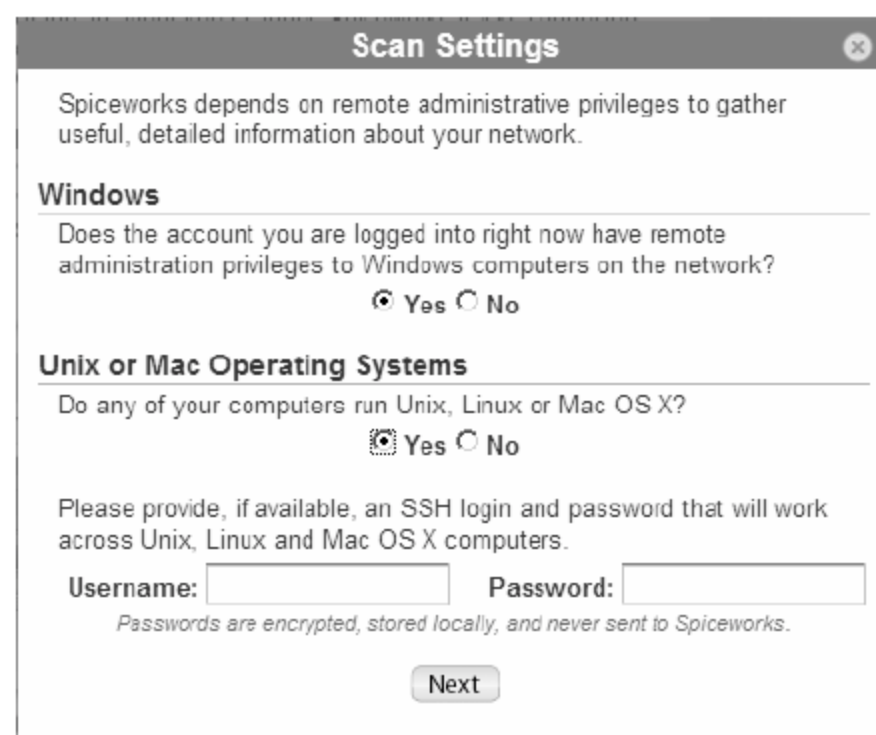 Scan Settings
Spiceworks depends on remote administrative privileges to gather
useful, detailed information about your network.
Windows
Does the account you are logged into right now have remote
administration privileges to Windows computers on the network?
Yes No
Unix or Mac Operating Systems
Do any of your computers run Unix, Linux or Mac OS X?
Yes No
Please provide, if available, an SSH login and password that will work
across Unix, Linux and Mac OS X computers.
Username: Password:
Passwords are encrypted, stored locally, and never sent to Spiceworks.
Next